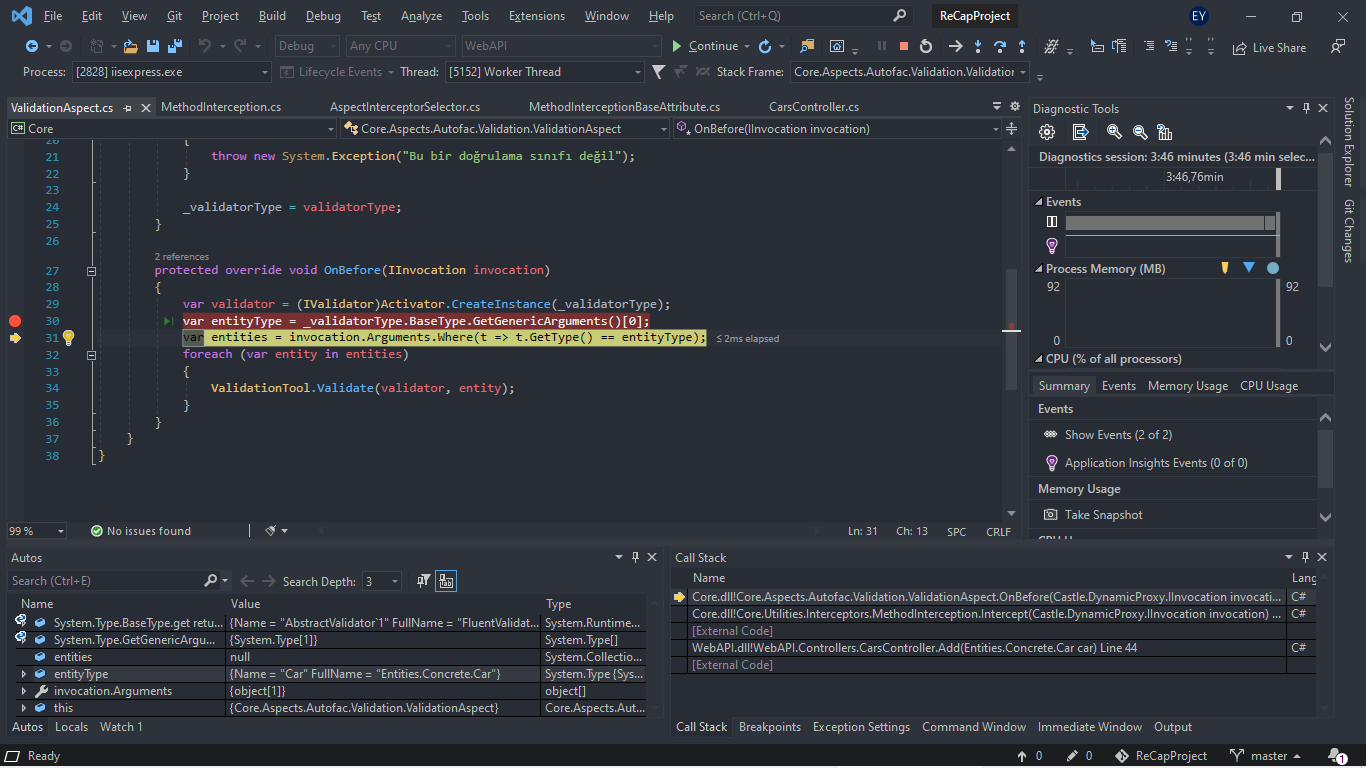 File Edit View Git Project Build Debug Test Analyze Tools Extensions Window Help Search (Ctrl+Q) ReCapProject EY
Debug Any CPU WebAPI Continue Live Share
Process: [2828] iisexpress.exe Lifecycle Events Thread: [5152] Worker Thread Stack Frame: Core.Aspects.Autofac.Validation.Validation
ValidationAspect.cs MethodInterception.cs AspectInterceptorSelector.cs MethodInterceptionBaseAttribute.cs CarsController.cs
Core Core.Aspects.Autofac.Validation.ValidationAspect OnBefore(IInvocation invocation)
20 {
21 throw new System.Exception("Bu bir doğrulama sınıfı değil");
22 }
23
24 _validatorType = validatorType;
25 }
26
2 references
27 protected override void OnBefore(IInvocation invocation)
28 {
29 var validator = (IValidator)Activator.CreateInstance(_validatorType);
30 var entityType = _validatorType.BaseType.GetGenericArguments()[0];
31 var entities = invocation.Arguments.Where(t => t.GetType() == entityType); ≤ 2ms elapsed
32 foreach (var entity in entities)
33 {
34 ValidationTool.Validate(validator, entity);
35 }
36 }
37 }
38 }
99 % No issues found Ln: 31 Ch: 13 SPC CRLF
Diagnostic Tools
Diagnostics session: 3:46 minutes (3:46 min selec...
3:46,76min
Events
Process Memory (MB)
92 92
0 0
CPU (% of all processors)
Summary Events Memory Usage CPU Usage
Events
Show Events (2 of 2)
Application Insights Events (0 of 0)
Memory Usage
Take Snapshot
Solution Explorer
Git Changes
Autos
Search (Ctrl+E) Search Depth: 3
Name Value Type
System.Type.BaseType.get retu... {Name = "AbstractValidator`1" FullName = "FluentValidat... System.Runtime...
System.Type.GetGenericArgu... {System.Type[1]} System.Type[]
entities null System.Collectio...
entityType {Name = "Car" FullName = "Entities.Concrete.Car"} System.Type {Sys...
invocation.Arguments {object[1]} object[]
this {Core.Aspects.Autofac.Validation.ValidationAspect} Core.Aspects.Aut...
Autos Locals Watch 1
Call Stack
Name Lang
Core.dll!Core.Aspects.Autofac.Validation.ValidationAspect.OnBefore(Castle.DynamicProxy.IInvocation invocati... C#
Core.dll!Core.Utilities.Interceptors.MethodInterception.Intercept(Castle.DynamicProxy.IInvocation invocation) ... C#
[External Code]
WebAPI.dll!WebAPI.Controllers.CarsController.Add(Entities.Concrete.Car car) Line 44 C#
[External Code]
Call Stack Breakpoints Exception Settings Command Window Immediate Window Output
Ready 0 0 ReCapProject master 1